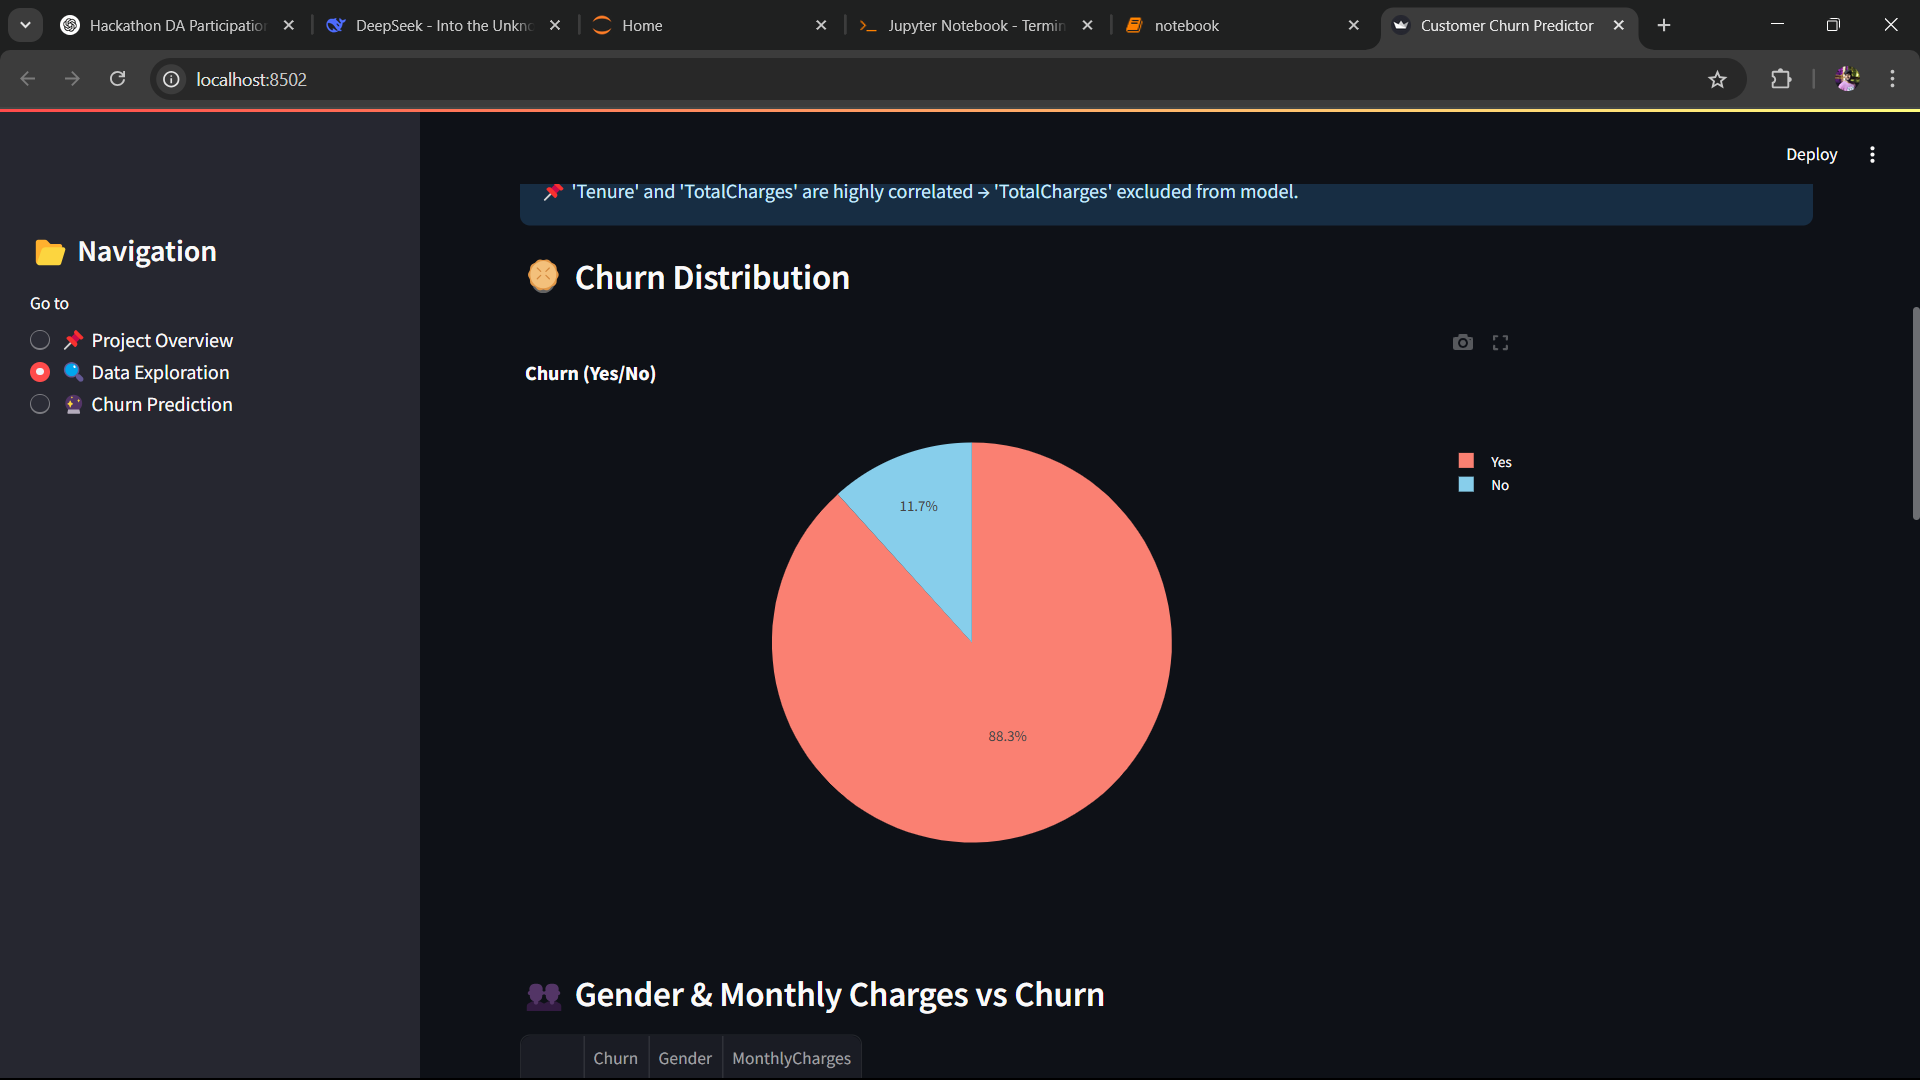 Hackathon DA Participation
DeepSeek - Into the Unkno
Home
Jupyter Notebook - Termin
notebook
Customer Churn Predictor
localhost:8502
Deploy
'Tenure' and 'TotalCharges' are highly correlated → 'TotalCharges' excluded from model.
Navigation
Go to
Project Overview
Data Exploration
Churn Prediction
Churn Distribution
Churn (Yes/No)
Yes
No
11.7%
88.3%
Gender & Monthly Charges vs Churn
Churn Gender MonthlyCharges